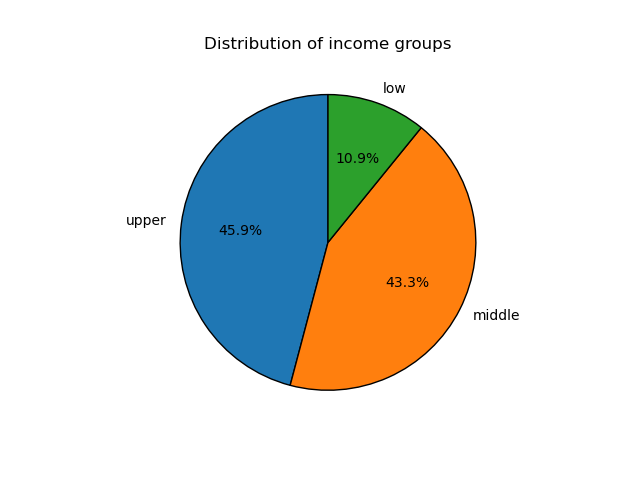 Distribution of income groups
low
10.9%
upper
45.9%
43.3%
middle